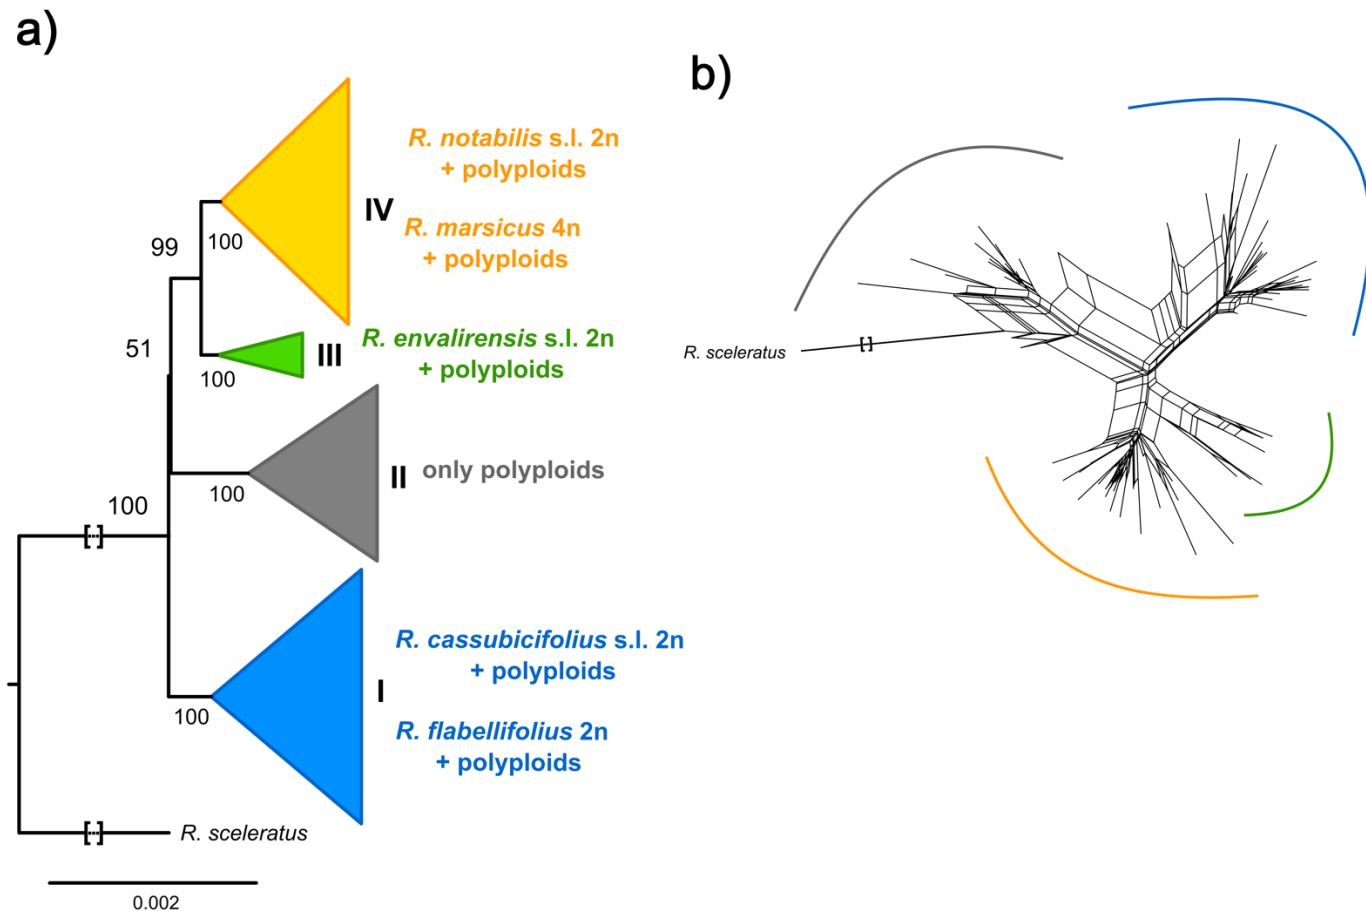 a)
b)
R. notabilis s.l. 2n
+ polyploids
IV
99
100
R. marsicus 4n
+ polyploids
51
III
R. envalirensis s.l. 2n
+ polyploids
100
R. sceleratus
[ ]
II
only polyploids
100
100
[...]
R. cassubicifolius s.l. 2n
+ polyploids
I
100
R. flabellifolius 2n
+ polyploids
[...]
R. sceleratus
0.002